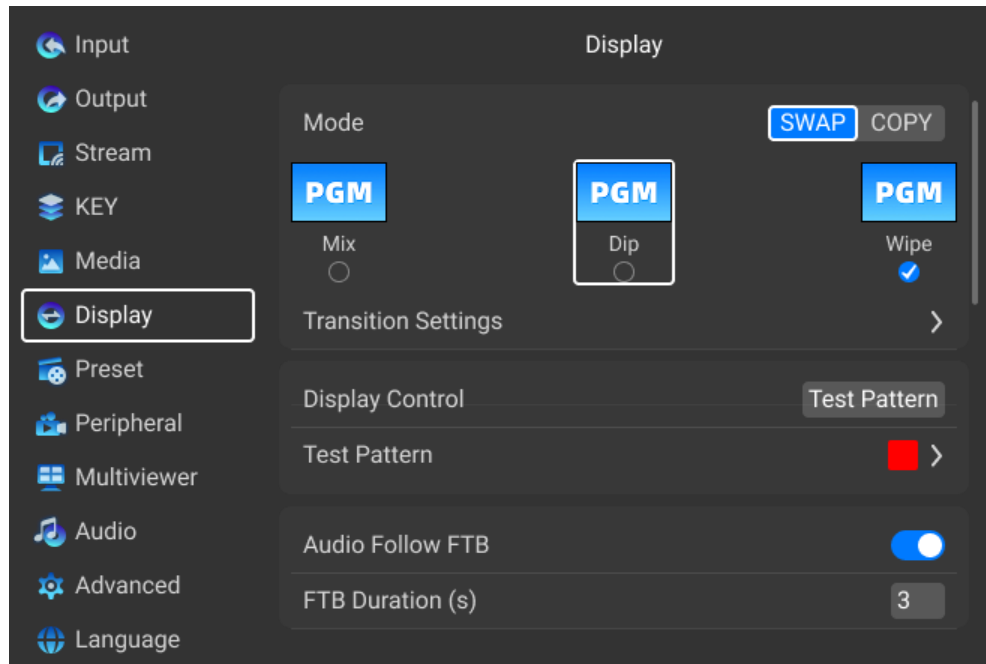 Input
Output
Stream
KEY
Media
Display
Preset
Peripheral
Multiviewer
Audio
Advanced
Language
Display
Mode
SWAP COPY
PGM PGM PGM
Mix Dip Wipe
Transition Settings
Display Control Test Pattern
Test Pattern
Audio Follow FTB
FTB Duration (s) 3